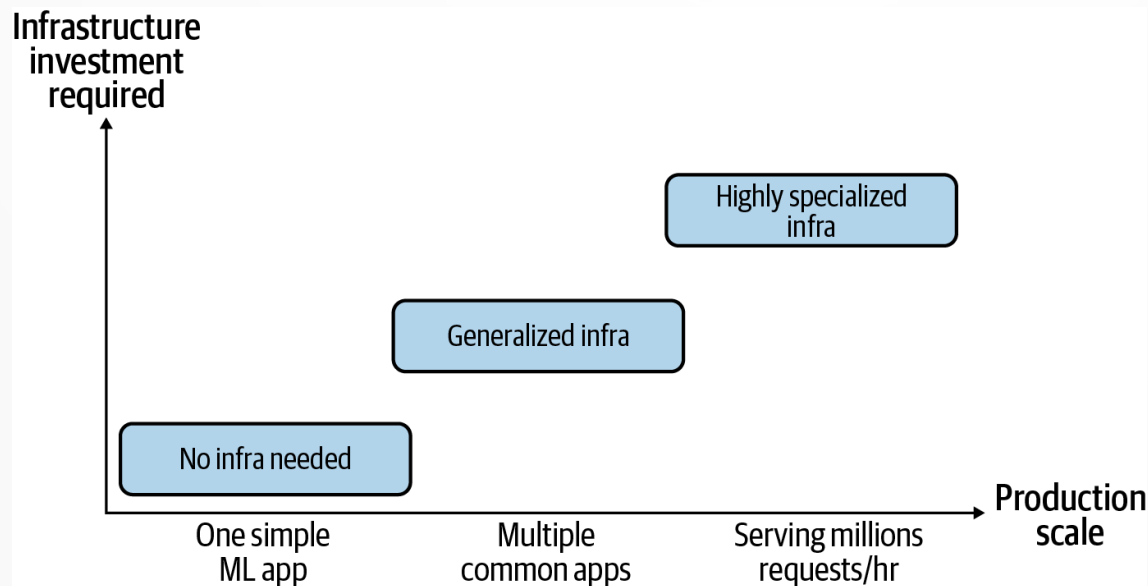 Infrastructure
investment
required
Highly specialized
infra
Generalized infra
No infra needed
Production
scale
One simple
ML app
Multiple
common apps
Serving millions
requests/hr